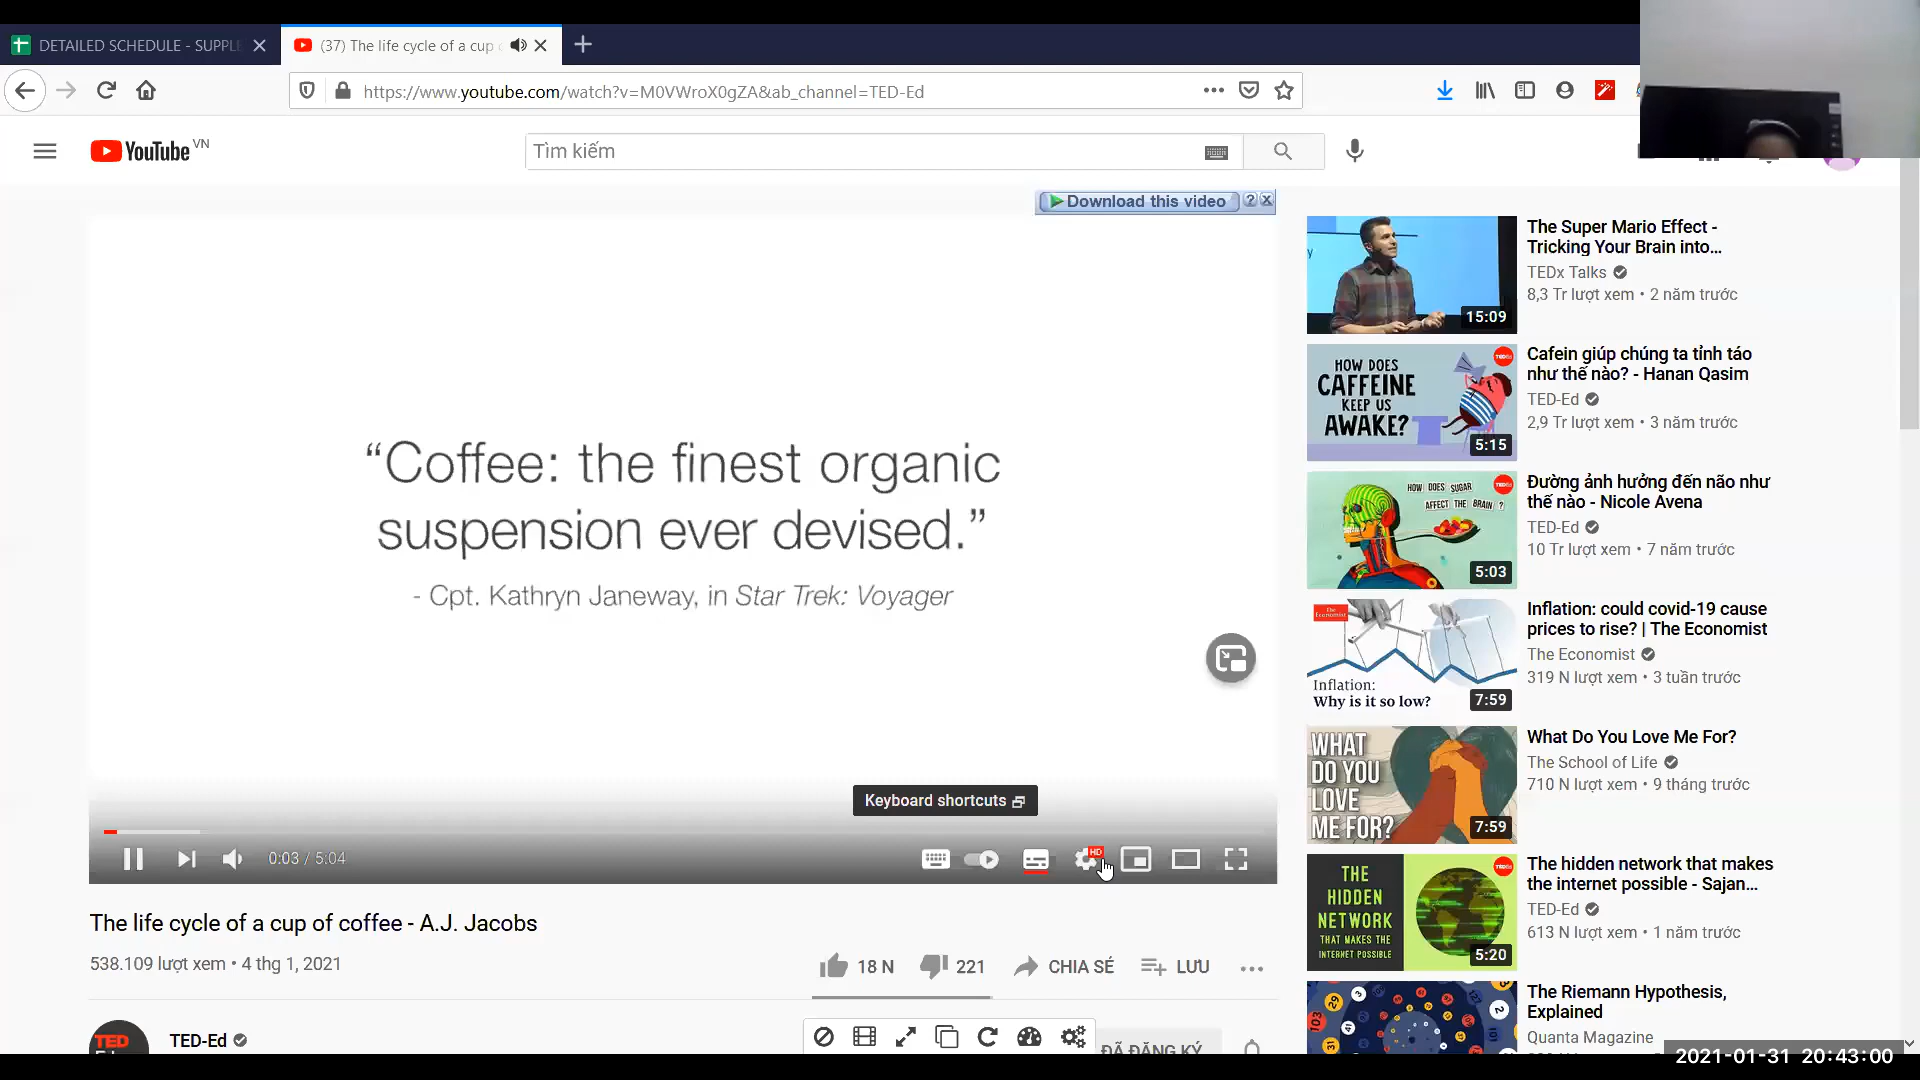 DETAILED SCHEDULE - SUPPLE
(37) The life cycle of a cup
https://www.youtube.com/watch?v=M0VWroX0gZA&ab_channel=TED-Ed
YouTube VN
Tìm kiếm
Download this video
“Coffee: the finest organic
suspension ever devised.”
- Cpt. Kathryn Janeway, in Star Trek: Voyager
Keyboard shortcuts
0:03 / 5:04
HD
The life cycle of a cup of coffee - A.J. Jacobs
538.109 lượt xem • 4 thg 1, 2021
18 N
221
CHIA SẺ
LƯU
TED
TED-Ed
ĐÃ ĐĂNG KÝ
15:09
The Super Mario Effect -
Tricking Your Brain into...
TEDx Talks
8,3 Tr lượt xem • 2 năm trước
HOW DOES
CAFFEINE
KEEP US
AWAKE?
5:15
Cafein giúp chúng ta tỉnh táo
như thế nào? - Hanan Qasim
TED-Ed
2,9 Tr lượt xem • 3 năm trước
HOW DOES SUGAR
AFFECT THE BRAIN?
5:03
Đường ảnh hưởng đến não như
thế nào - Nicole Avena
TED-Ed
10 Tr lượt xem • 7 năm trước
The Economist
Inflation:
Why is it so low?
7:59
Inflation: could covid-19 cause
prices to rise? | The Economist
The Economist
319 N lượt xem • 3 tuần trước
WHAT
DO YOU
LOVE
ME FOR?
7:59
What Do You Love Me For?
The School of Life
710 N lượt xem • 9 tháng trước
THE
HIDDEN
NETWORK
THAT MAKES THE
INTERNET POSSIBLE
5:20
The hidden network that makes
the internet possible - Sajan...
TED-Ed
613 N lượt xem • 1 năm trước
The Riemann Hypothesis,
Explained
Quanta Magazine
2021-01-31 20:43:00